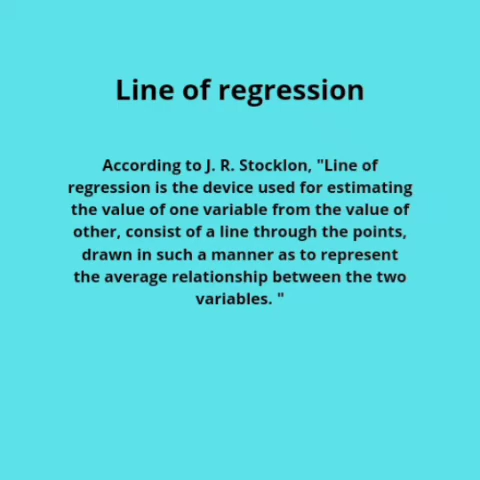 Line of regression
According to J. R. Stocklon, "Line of
regression is the device used for estimating
the value of one variable from the value of
other, consist of a line through the points,
drawn in such a manner as to represent
the average relationship between the two
variables. "